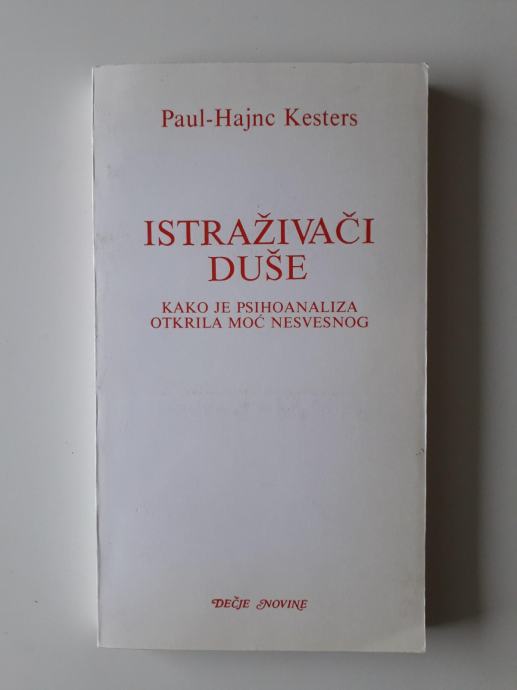 Paul-Hajnc Kesters
ISTRAŽIVAČI
DUŠE
KAKO JE PSIHOANALIZA
OTKRILA MOĆ NESVESNOG
DEČJE NOVINE